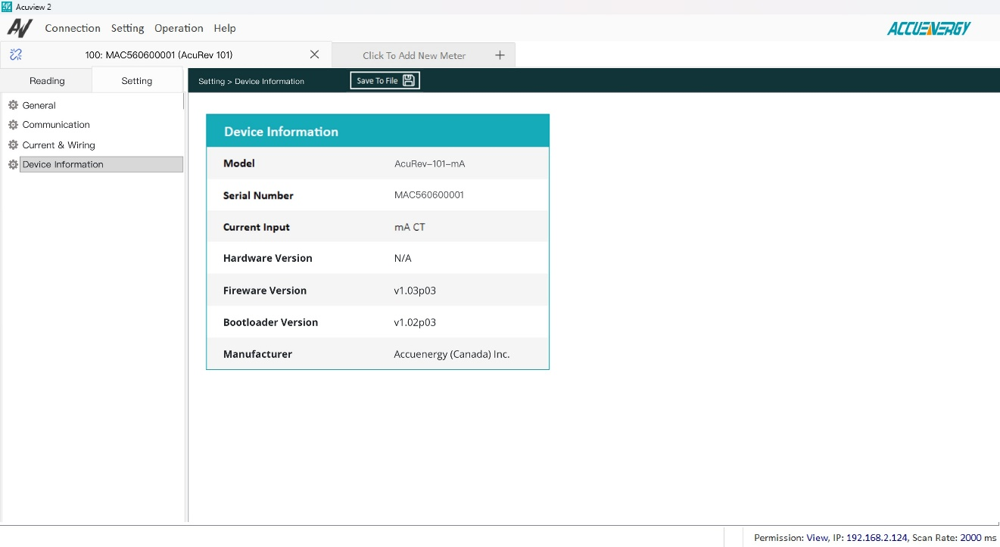 Acuview 2
Connection Setting Operation Help
ACCUENERGY
100: MAC560600001 (AcuRev 101)
Click To Add New Meter
Reading Setting
Setting > Device Information
Save To File
General
Communication
Current & Wiring
Device Information
Device Information
Model AcuRev-101-mA
Serial Number MAC560600001
Current Input mA CT
Hardware Version N/A
Fireware Version v1.03p03
Bootloader Version v1.02p03
Manufacturer Accuenergy (Canada) Inc.
Permission: View, IP: 192.168.2.124, Scan Rate: 2000 ms